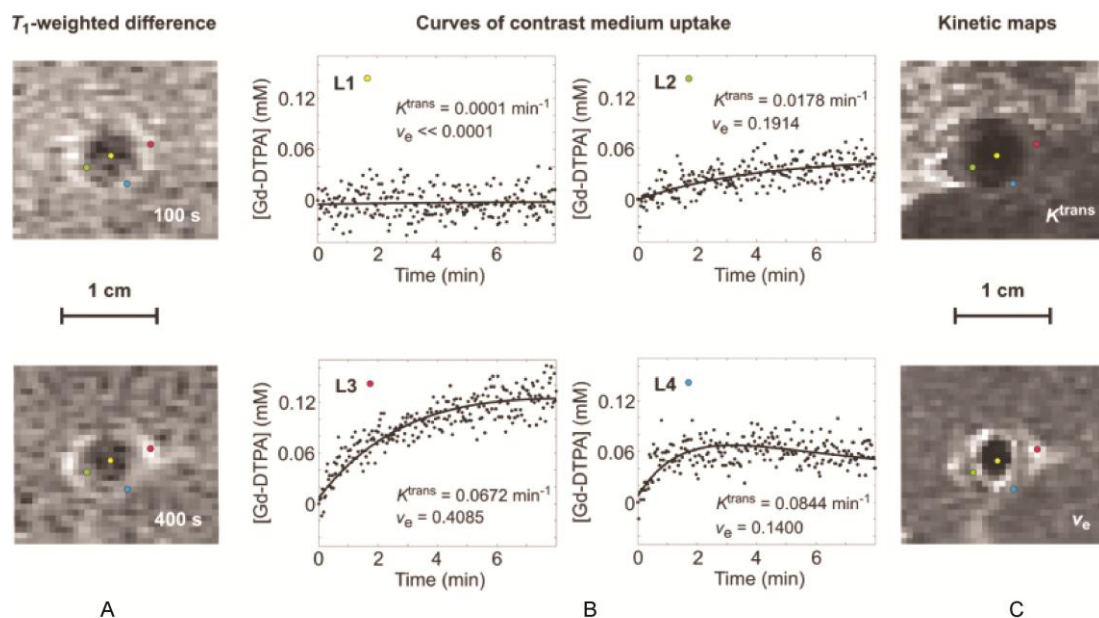 T₁-weighted difference
Curves of contrast medium uptake
Kinetic maps
100 s
1 cm
400 s
A
[Gd-DTPA] (mM)
0.12
0.06
0
L1
Kᵗʳᵃⁿˢ = 0.0001 min⁻¹
vₑ << 0.0001
0 2 4 6
Time (min)
[Gd-DTPA] (mM)
0.12
0.06
0
L2
Kᵗʳᵃⁿˢ = 0.0178 min⁻¹
vₑ = 0.1914
0 2 4 6
Time (min)
[Gd-DTPA] (mM)
0.12
0.06
0
L3
Kᵗʳᵃⁿˢ = 0.0672 min⁻¹
vₑ = 0.4085
0 2 4 6
Time (min)
[Gd-DTPA] (mM)
0.12
0.06
0
L4
Kᵗʳᵃⁿˢ = 0.0844 min⁻¹
vₑ = 0.1400
0 2 4 6
Time (min)
B
Kᵗʳᵃⁿˢ
1 cm
vₑ
C